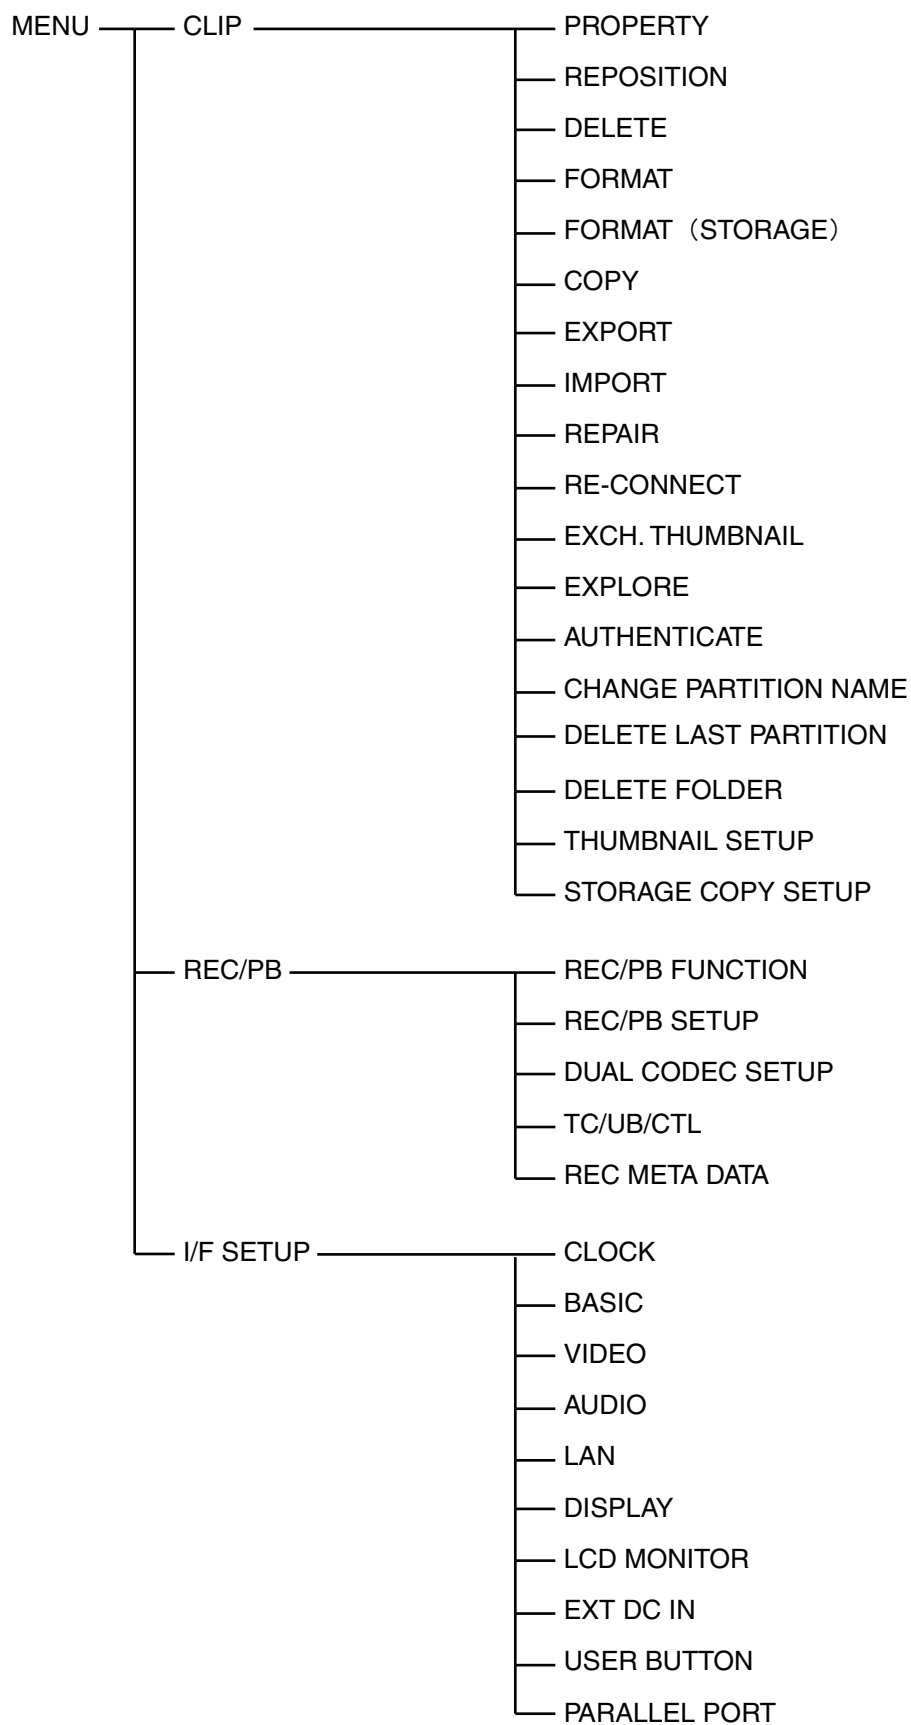 MENU CLIP PROPERTY
REPOSITION
DELETE
FORMAT
FORMAT（STORAGE）
COPY
EXPORT
IMPORT
REPAIR
RE-CONNECT
EXCH. THUMBNAIL
EXPLORE
AUTHENTICATE
CHANGE PARTITION NAME
DELETE LAST PARTITION
DELETE FOLDER
THUMBNAIL SETUP
STORAGE COPY SETUP
REC/PB REC/PB FUNCTION
REC/PB SETUP
DUAL CODEC SETUP
TC/UB/CTL
REC META DATA
I/F SETUP CLOCK
BASIC
VIDEO
AUDIO
LAN
DISPLAY
LCD MONITOR
EXT DC IN
USER BUTTON
PARALLEL PORT